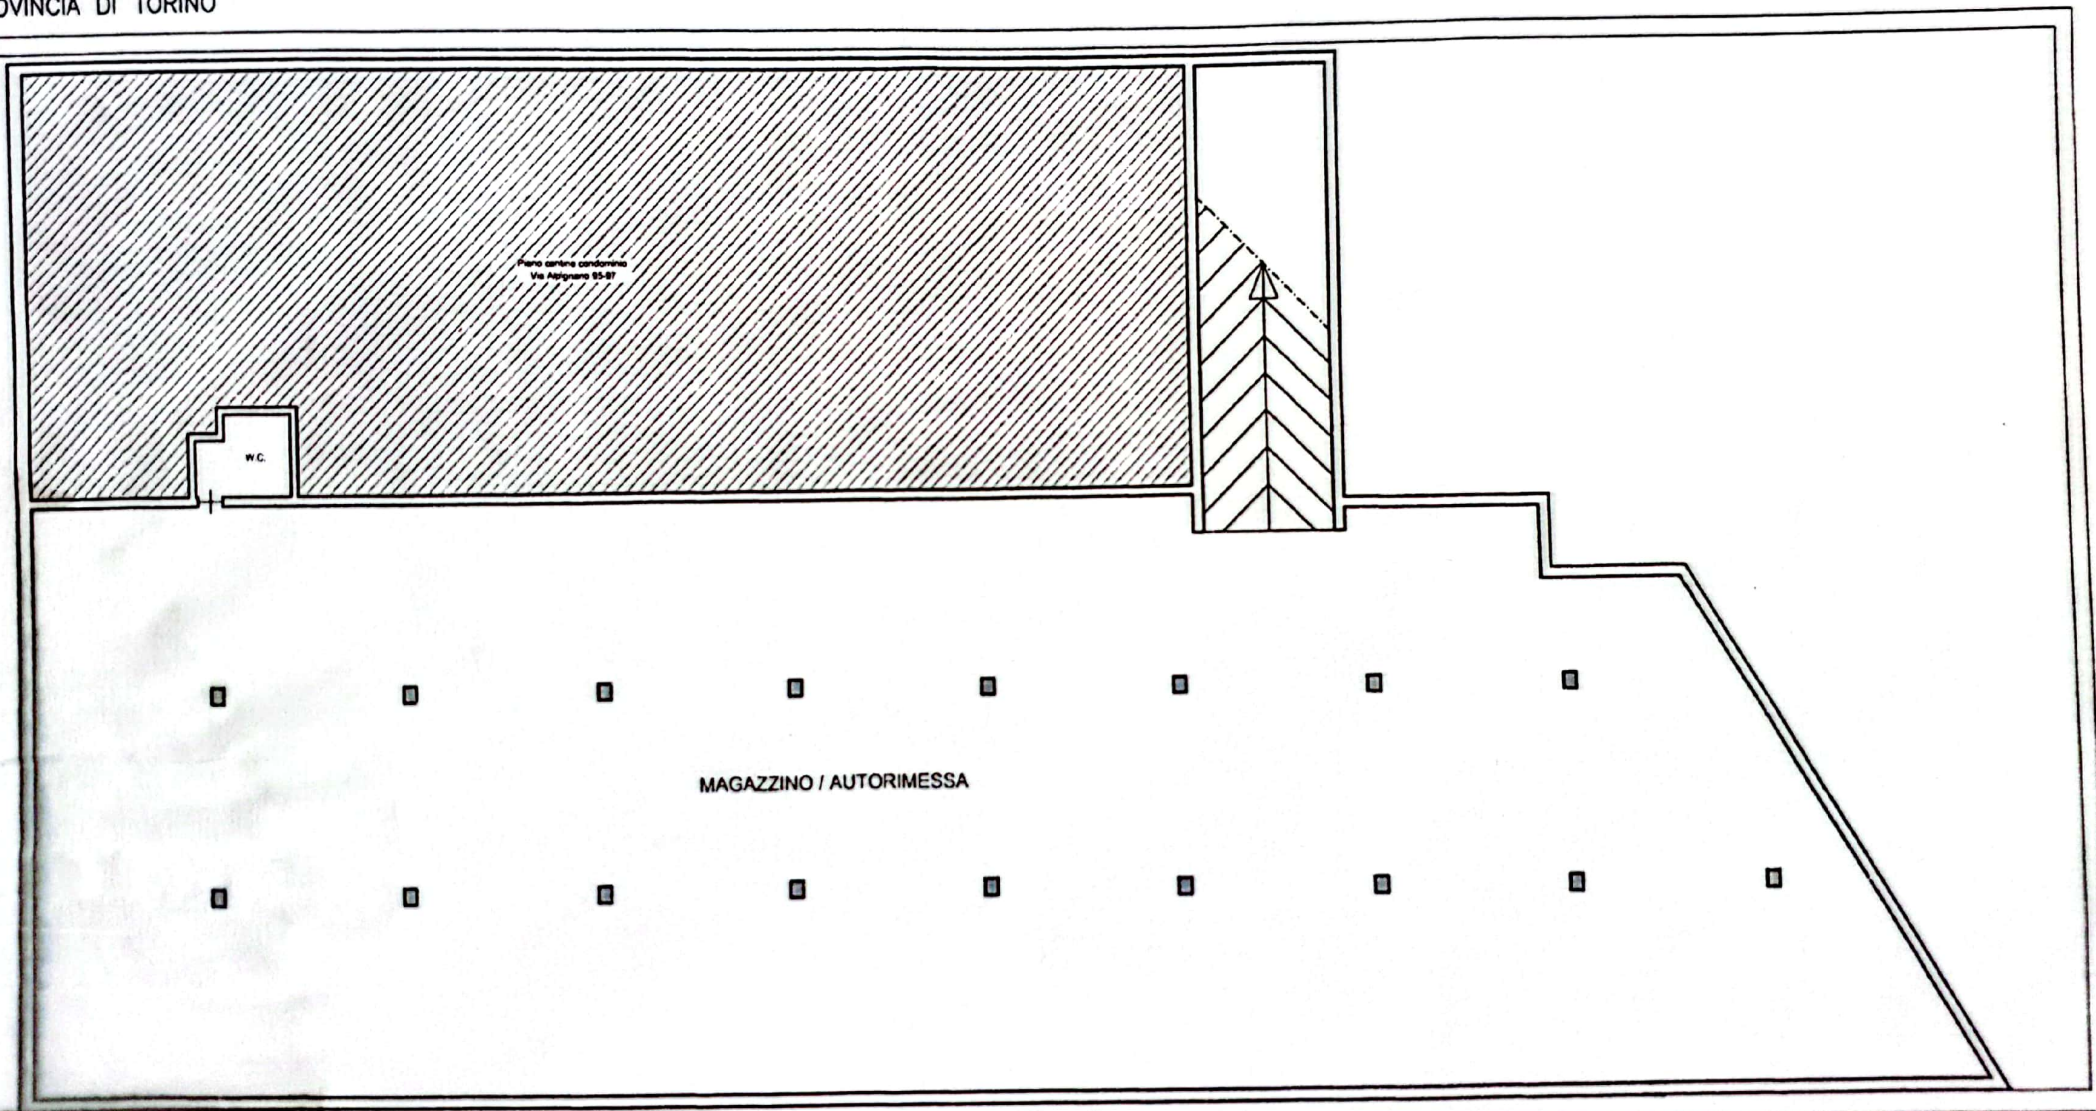 OVINCIA DI TORINO
Piano cantine condominio
Via Alpignano 95-97
W.C.
MAGAZZINO / AUTORIMESSA